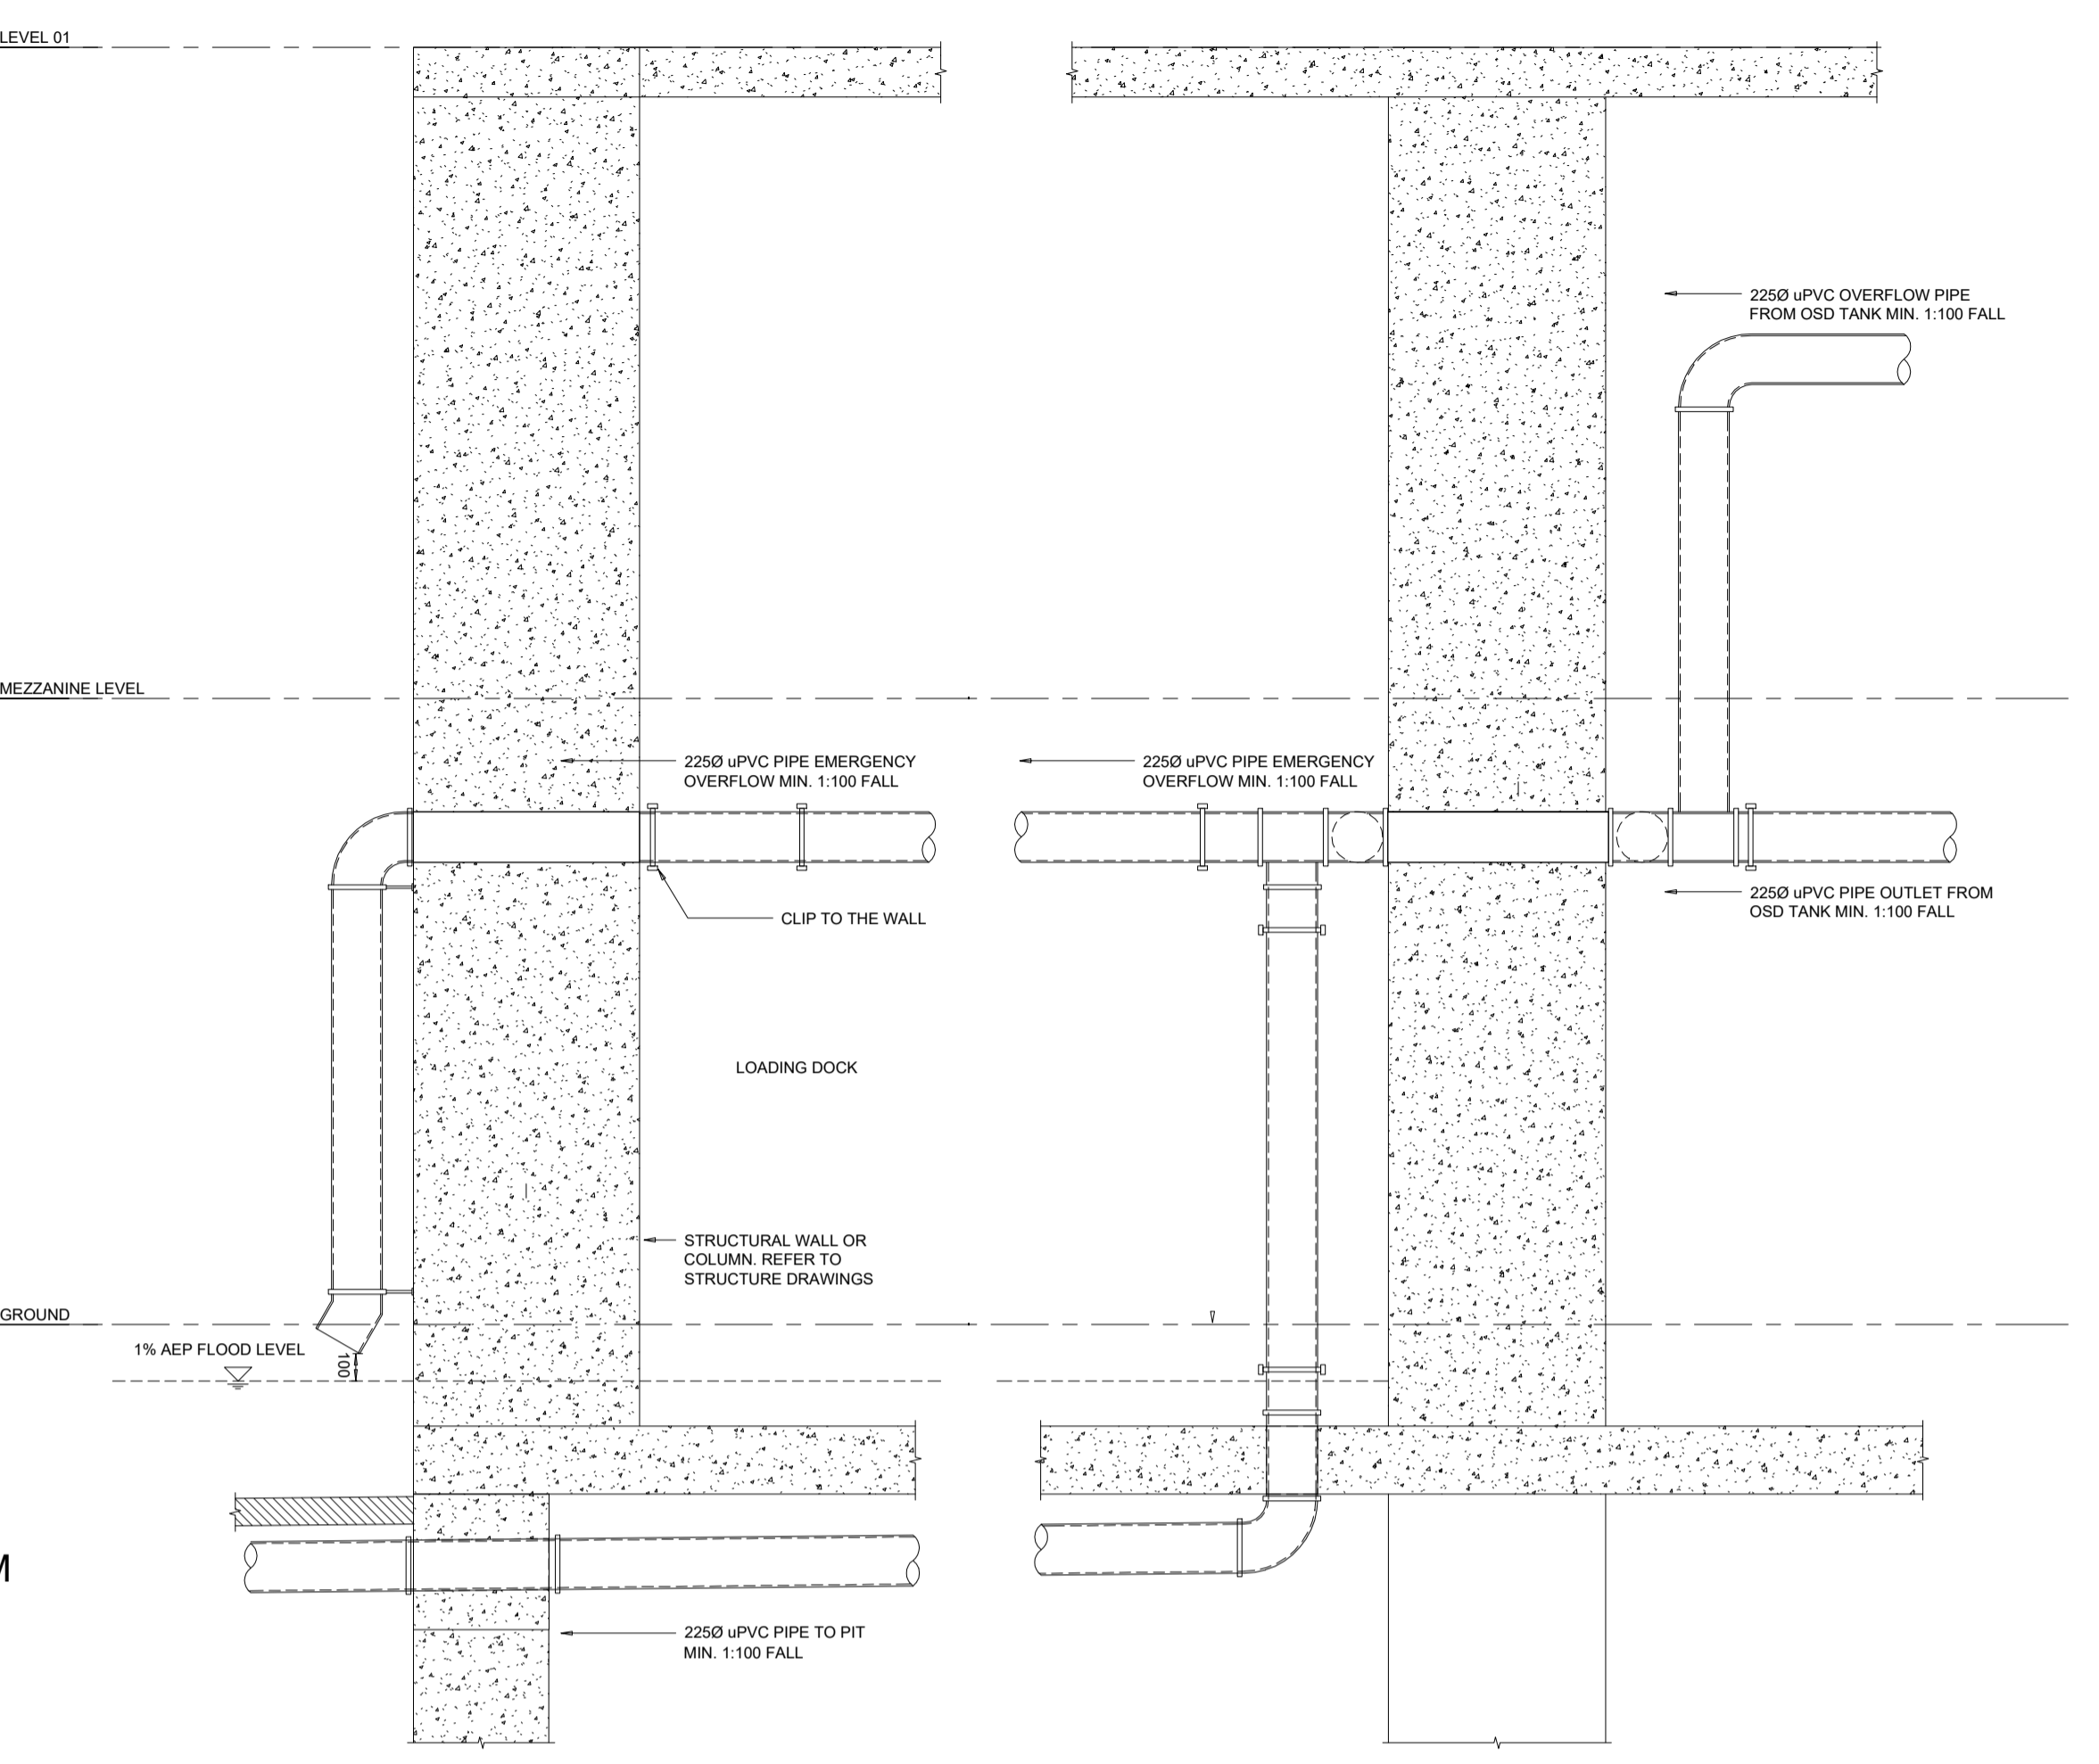 LEVEL 01
225Ø uPVC OVERFLOW PIPE
FROM OSD TANK MIN. 1:100 FALL
MEZZANINE LEVEL
225Ø uPVC PIPE EMERGENCY
OVERFLOW MIN. 1:100 FALL
225Ø uPVC PIPE EMERGENCY
OVERFLOW MIN. 1:100 FALL
CLIP TO THE WALL
225Ø uPVC PIPE OUTLET FROM
OSD TANK MIN. 1:100 FALL
LOADING DOCK
STRUCTURAL WALL OR
COLUMN. REFER TO
STRUCTURE DRAWINGS
GROUND
1% AEP FLOOD LEVEL
100
M
225Ø uPVC PIPE TO PIT
MIN. 1:100 FALL